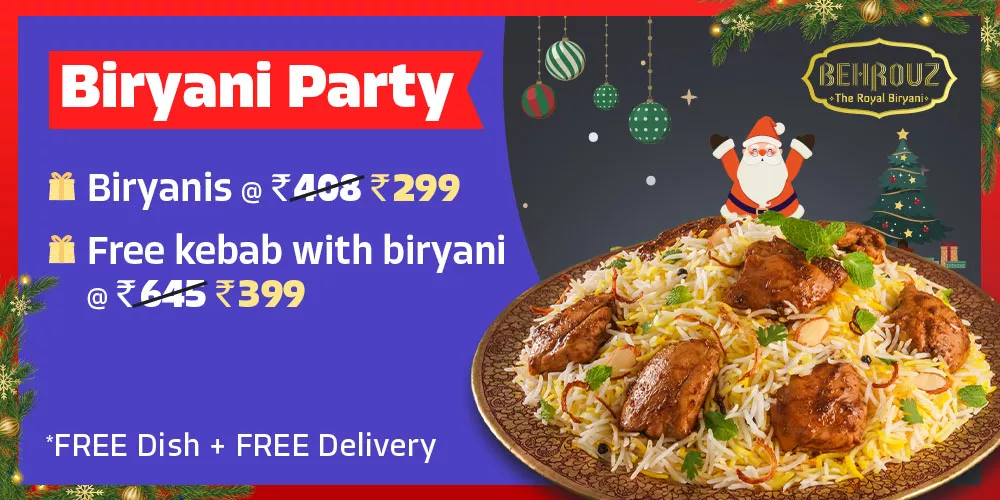 Biryani Party
BEHROUZ
The Royal Biryani
Biryanis @ ₹408 ₹299
Free kebab with biryani
@ ₹645 ₹399
*FREE Dish + FREE Delivery